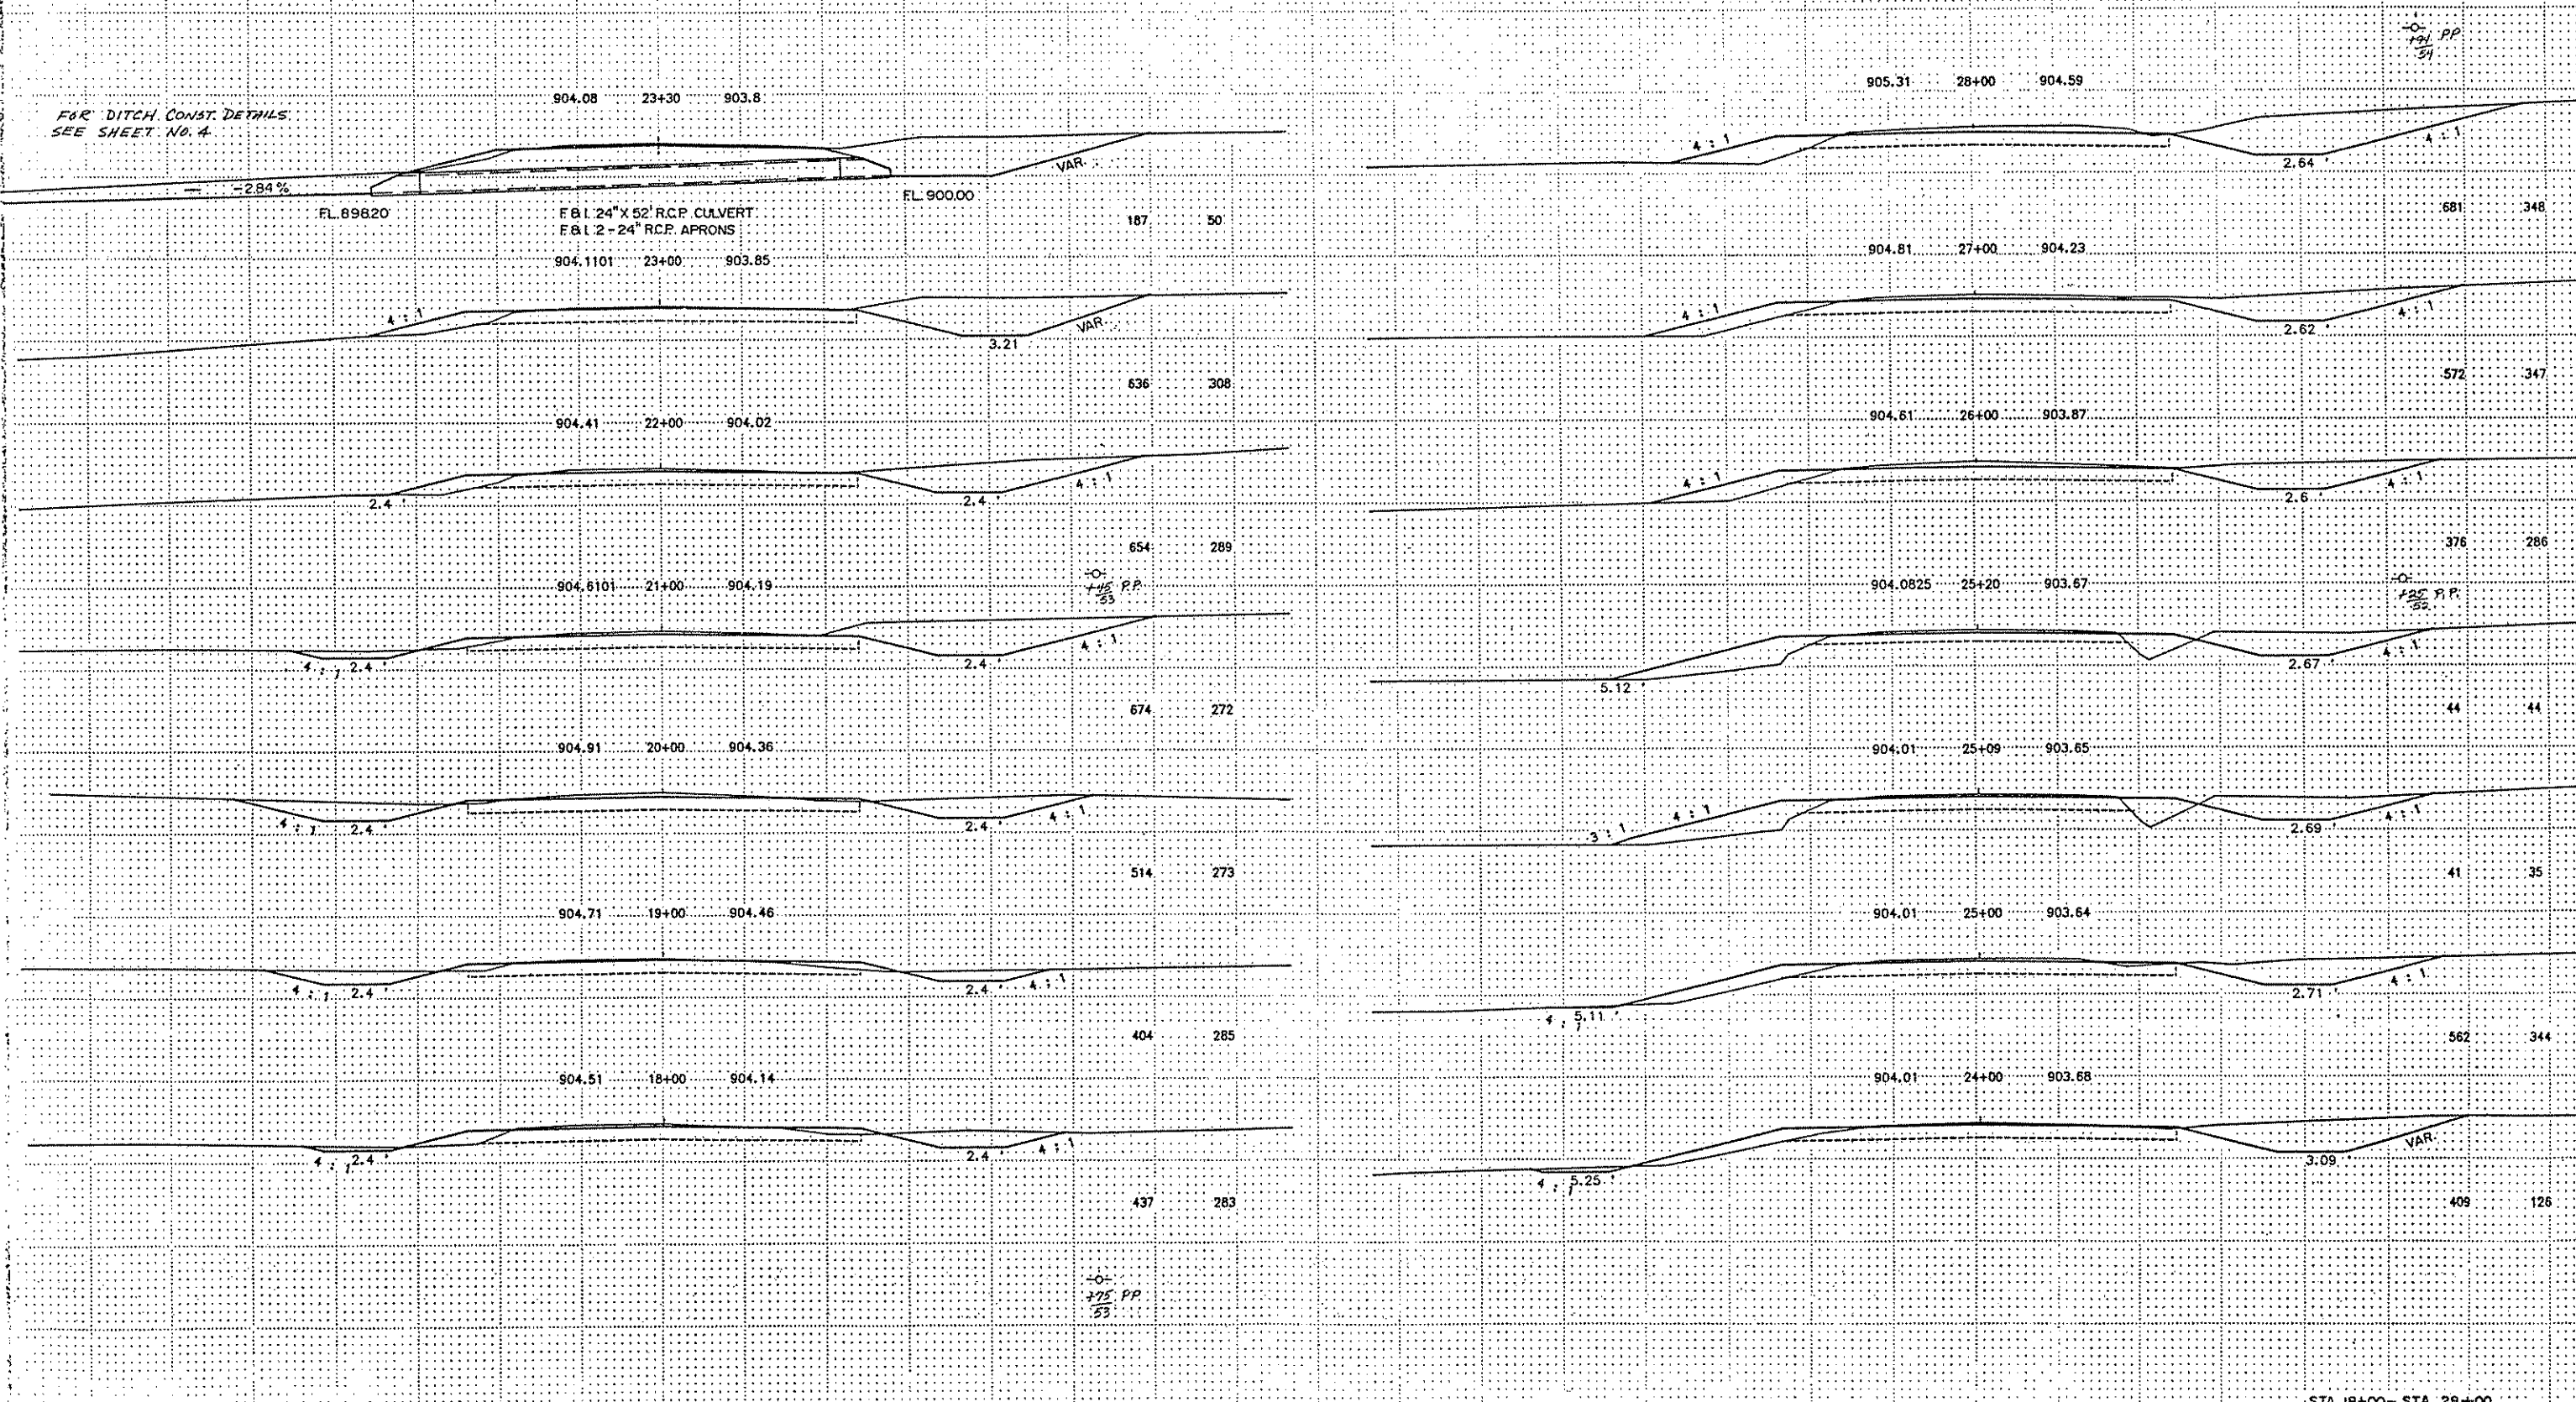 FOR DITCH CONST. DETAILS
SEE SHEET NO. 4
904.08 23+30 903.8
-2.84%
VAR.
FL. 898.20
FL. 900.00
F & I 24" X 52' R.C.P. CULVERT
F & I 2-24" R.C.P. APRONS
187 50
904.1101 23+00 903.85
4 : 1
VAR.
3.21
636 308
904.41 22+00 904.02
2.4 '
2.4 '
4 : 1
654 289
904.6101 21+00 904.19
+45 P.P.
53
4 : 1 2.4 '
2.4 '
4 : 1
674 272
904.91 20+00 904.36
4 : 1 2.4 '
2.4 '
4 : 1
514 273
904.71 19+00 904.46
4 : 1 2.4 '
2.4 '
4 : 1
404 285
904.51 18+00 904.14
4 : 1 2.4 '
2.4 '
4 : 1
437 283
+75 P.P.
53
+91 P.P.
54
905.31 28+00 904.59
4 : 1
2.64 '
4 : 1
681 348
904.81 27+00 904.23
4 : 1
2.62 '
4 : 1
572 347
904.61 26+00 903.87
4 : 1
2.6 '
4 : 1
376 286
904.0825 25+20 903.67
+25 P.P.
52
5.12 '
2.67 '
4 : 1
44 44
904.01 25+09 903.65
3 : 1
4 : 1
2.69 '
4 : 1
41 35
904.01 25+00 903.64
4 : 1 5.11 '
2.71 '
4 : 1
562 344
904.01 24+00 903.68
4 : 1 5.25 '
3.09 '
VAR.
409 126
STA. 18+00 - STA. 28+00